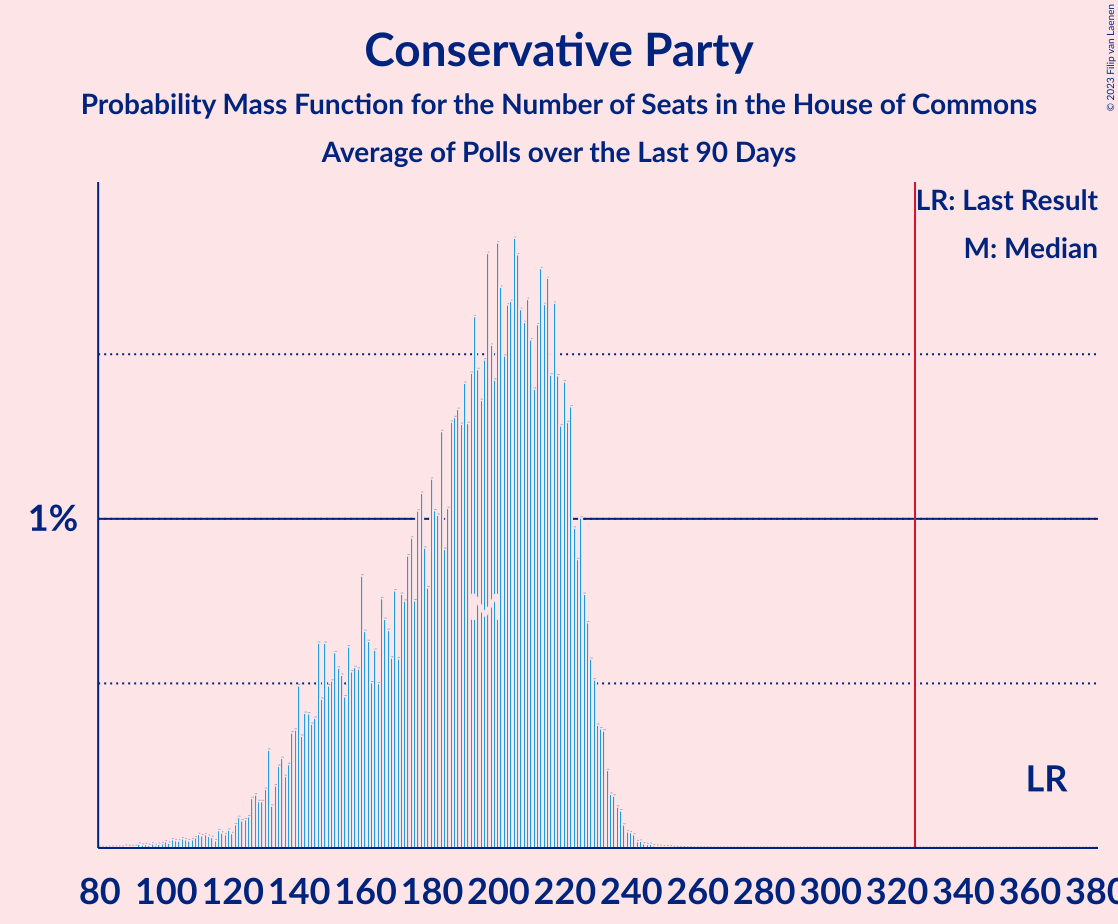 Conservative Party
Probability Mass Function for the Number of Seats in the House of Commons
Average of Polls over the Last 90 Days
© 2023 Filip van Laenen
LR: Last Result
M: Median
1%
M
LR
80 100 120 140 160 180 200 220 240 260 280 300 320 340 360 380